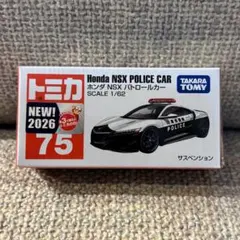 トミカ
Honda NSX POLICE CAR
ホンダ NSX パトロールカー
SCALE 1/62
TAKARA
TOMY
NEW!
2026
75
POLICE
サスペンション